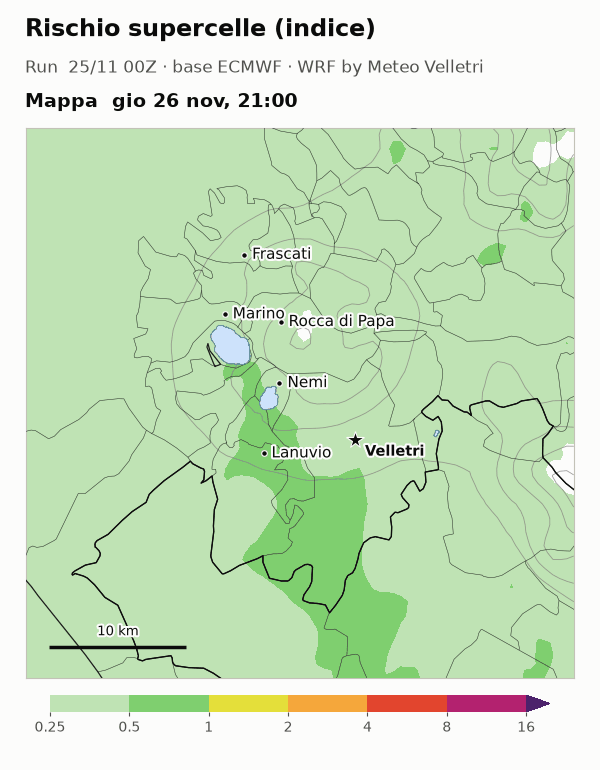 Rischio supercelle (indice)
Run  25/11 00Z · base ECMWF · WRF by Meteo Velletri
Mappa  gio 26 nov, 21:00
Frascati
Marino
Rocca di Papa
Nemi
Velletri
Lanuvio
10 km
0.25 0.5 1 2 4 8 16